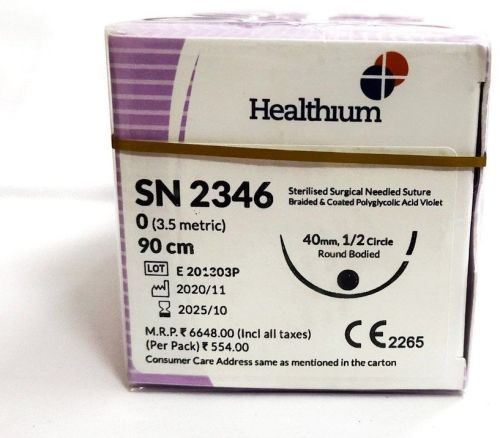 Healthium
SN 2346
Sterilised Surgical Needled Suture
Braided & Coated Polyglycolic Acid Violet
0 (3.5 metric)
90 cm
40mm, 1/2 Circle
Round Bodied
LOT E 201303P
2020/11
2025/10
M.R.P. ₹ 6648.00 (Incl all taxes)
(Per Pack) ₹ 554.00
CE 2265
Consumer Care Address same as mentioned in the carton